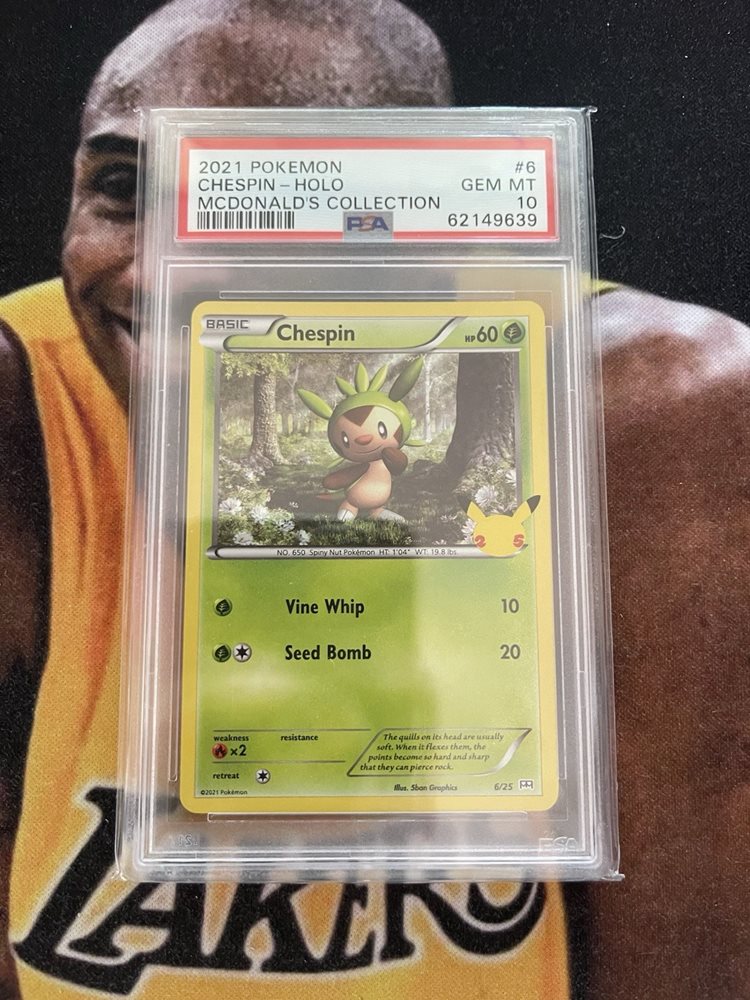 2021 POKEMON #6
CHESPIN – HOLO GEM MT
MCDONALD'S COLLECTION 10
PSA 62149639
BASIC Chespin HP60
25
NO. 650 Spiny Nut Pokémon HT: 1'04" WT: 19.8 lbs.
Vine Whip 10
Seed Bomb 20
weakness resistance
×2
retreat
The quills on its head are usually
soft. When it flexes them, the
points become so hard and sharp
that they can pierce rock.
©2021 Pokémon Illus. 5ban Graphics 6/25
PSA
LAKERS